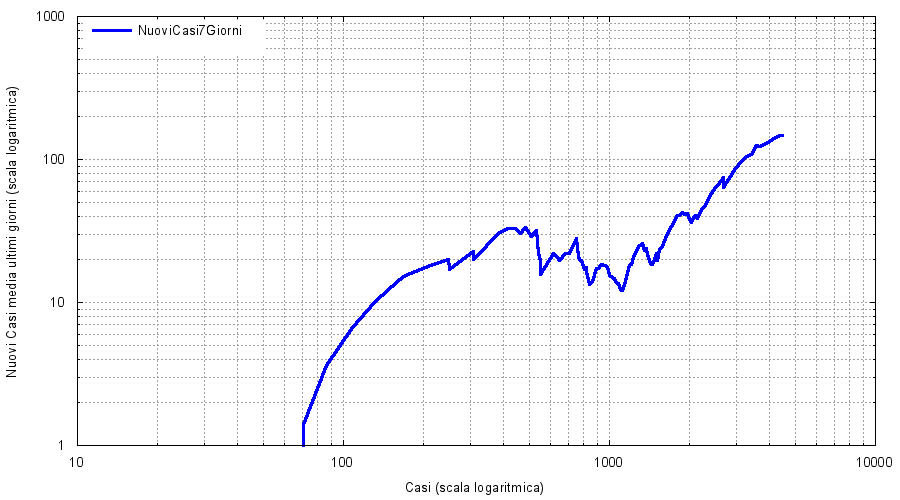 1000
NuoviCasi7Giorni
100
10
1
10
100
1000
10000
Nuovi Casi media ultimi giorni (scala logaritmica)
Casi (scala logaritmica)